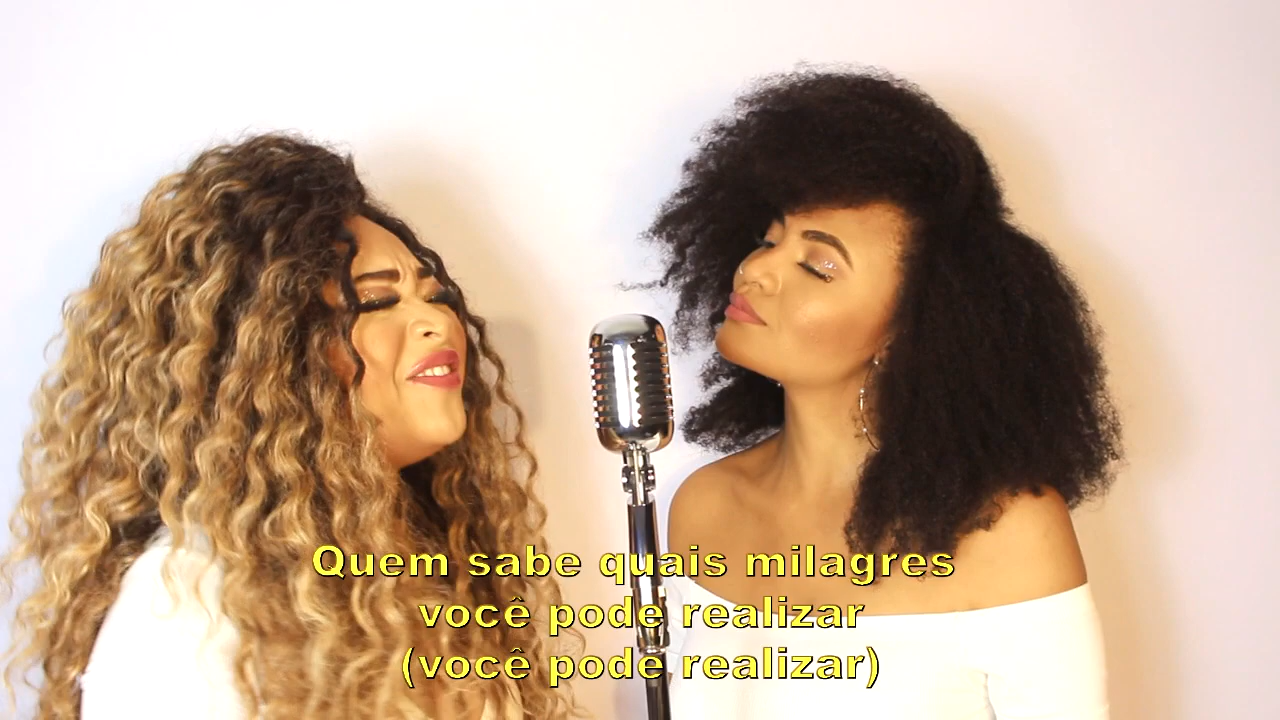 Quem sabe quais milagres
você pode realizar
(você pode realizar)